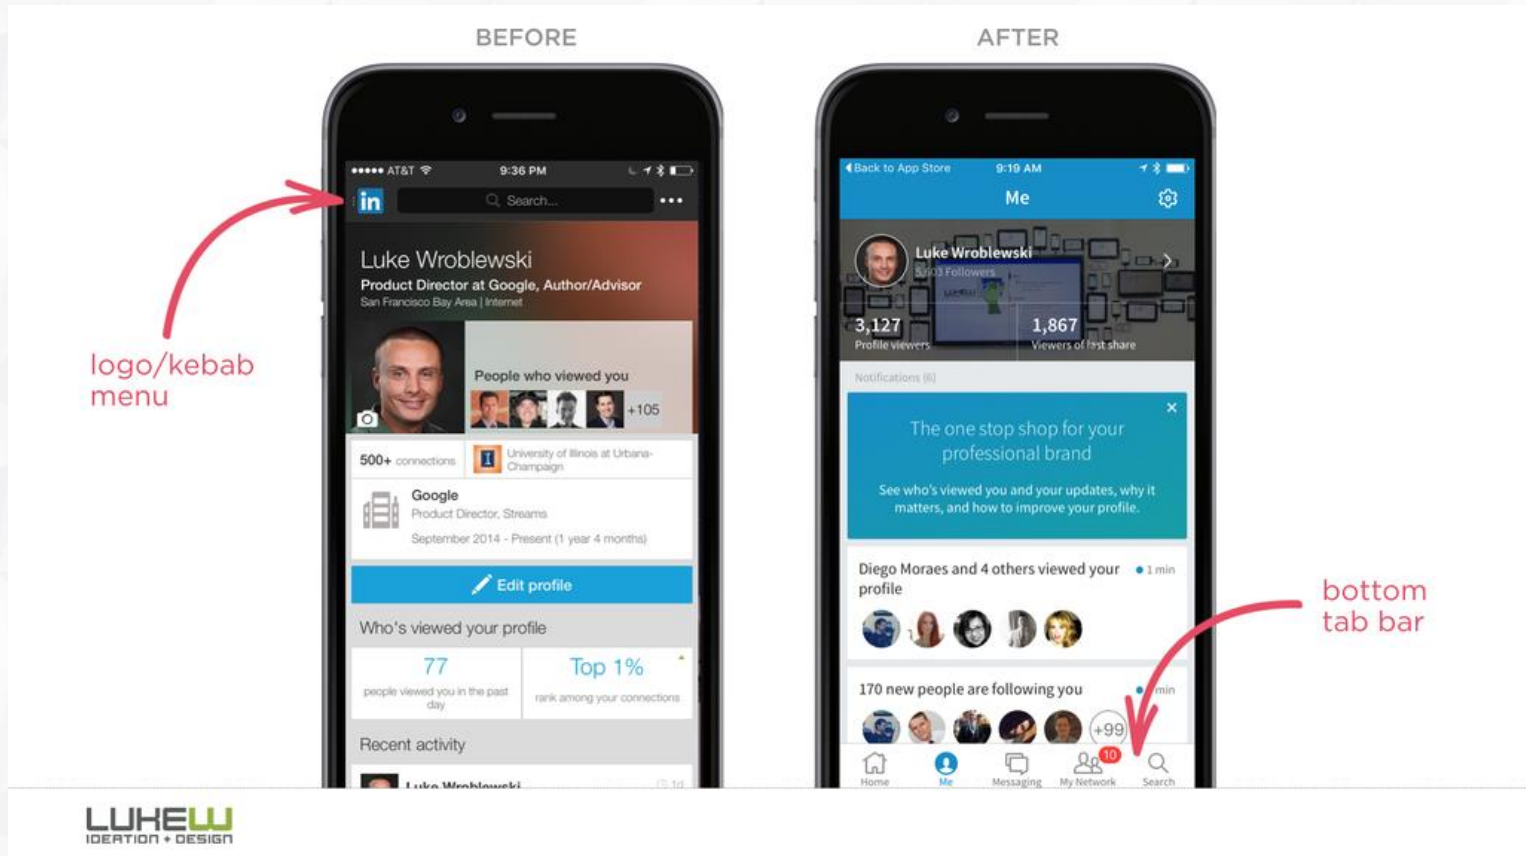 BEFORE
AFTER
AT&T
9:36 PM
in
Search...
Luke Wroblewski
Product Director at Google, Author/Advisor
San Francisco Bay Area | Internet
People who viewed you
+105
500+ connections
University of Illinois at Urbana-
Champaign
Google
Product Director, Streams
September 2014 - Present (1 year 4 months)
Edit profile
Who's viewed your profile
77
people viewed you in the past
day
Top 1%
rank among your connections
Recent activity
Luke Wroblewski
1d
logo/kebab
menu
Back to App Store
9:19 AM
Me
Luke Wroblewski
5,603 Followers
3,127
Profile viewers
1,867
Viewers of last share
Notifications (6)
The one stop shop for your
professional brand
See who's viewed you and your updates, why it
matters, and how to improve your profile.
Diego Moraes and 4 others viewed your
profile
1 min
170 new people are following you
min
+99
10
Home
Me
Messaging
My Network
Search
bottom
tab bar
LUKEW
IDEATION + DESIGN